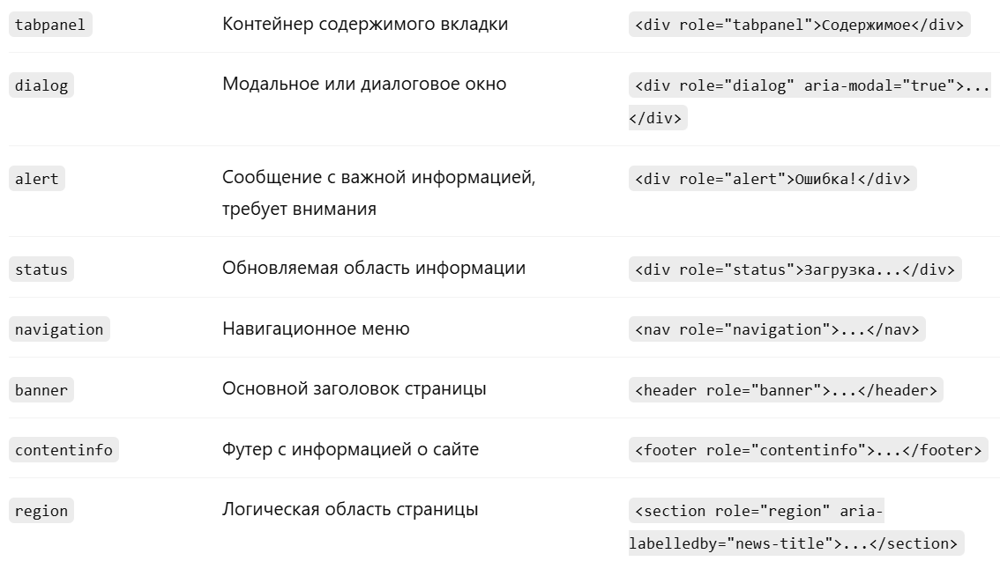 tabpanel Контейнер содержимого вкладки <div role="tabpanel">Содержимое</div>
dialog Модальное или диалоговое окно <div role="dialog" aria-modal="true">...
</div>
alert Сообщение с важной информацией, <div role="alert">Ошибка!</div>
требует внимания
status Обновляемая область информации <div role="status">Загрузка...</div>
navigation Навигационное меню <nav role="navigation">...</nav>
banner Основной заголовок страницы <header role="banner">...</header>
contentinfo Футер с информацией о сайте <footer role="contentinfo">...</footer>
region Логическая область страницы <section role="region" aria-
labelledby="news-title">...</section>